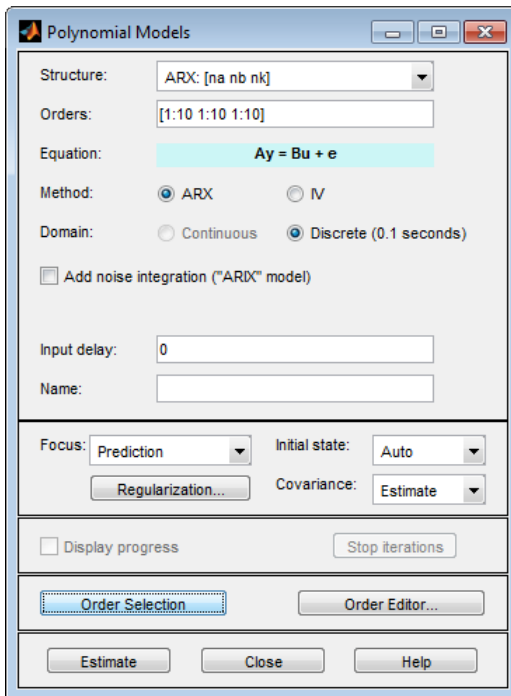 Polynomial Models
Structure: ARX: [na nb nk]
Orders: [1:10 1:10 1:10]
Equation: Ay = Bu + e
Method: ARX IV
Domain: Continuous Discrete (0.1 seconds)
Add noise integration ("ARIX" model)
Input delay: 0
Name:
Focus: Prediction Initial state: Auto
Regularization... Covariance: Estimate
Display progress Stop iterations
Order Selection Order Editor...
Estimate Close Help